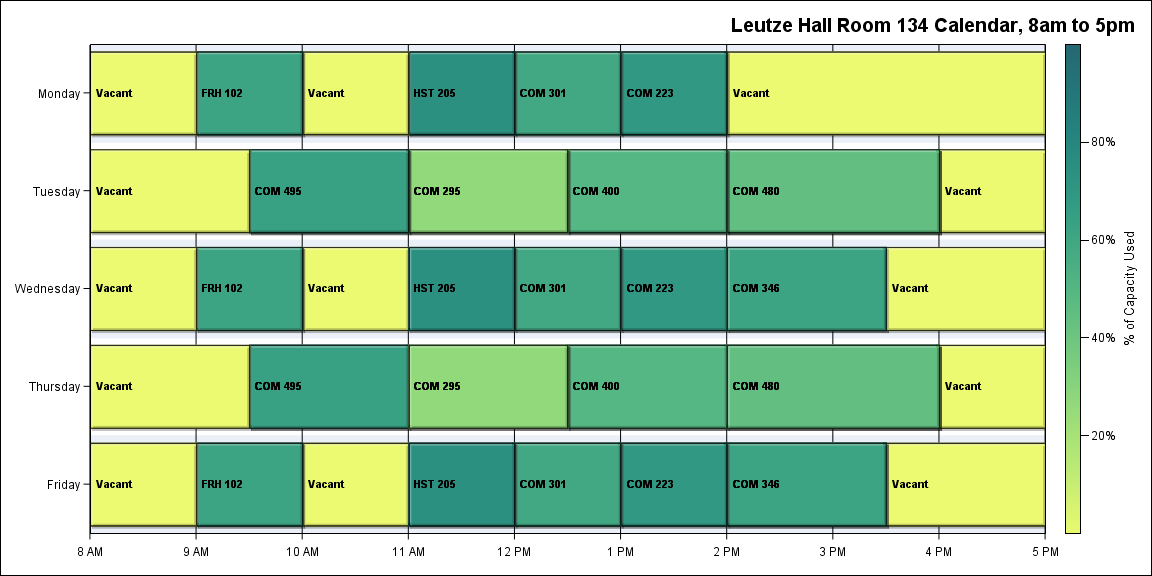 Leutze Hall Room 134 Calendar, 8am to 5pm
Monday
Vacant
FRH 102
Vacant
HST 205
COM 301
COM 223
Vacant
Tuesday
Vacant
COM 495
COM 295
COM 400
COM 480
Vacant
Wednesday
Vacant
FRH 102
Vacant
HST 205
COM 301
COM 223
COM 346
Vacant
Thursday
Vacant
COM 495
COM 295
COM 400
COM 480
Vacant
Friday
Vacant
FRH 102
Vacant
HST 205
COM 301
COM 223
COM 346
Vacant
8 AM
9 AM
10 AM
11 AM
12 PM
1 PM
2 PM
3 PM
4 PM
5 PM
80%
60%
40%
20%
% of Capacity Used